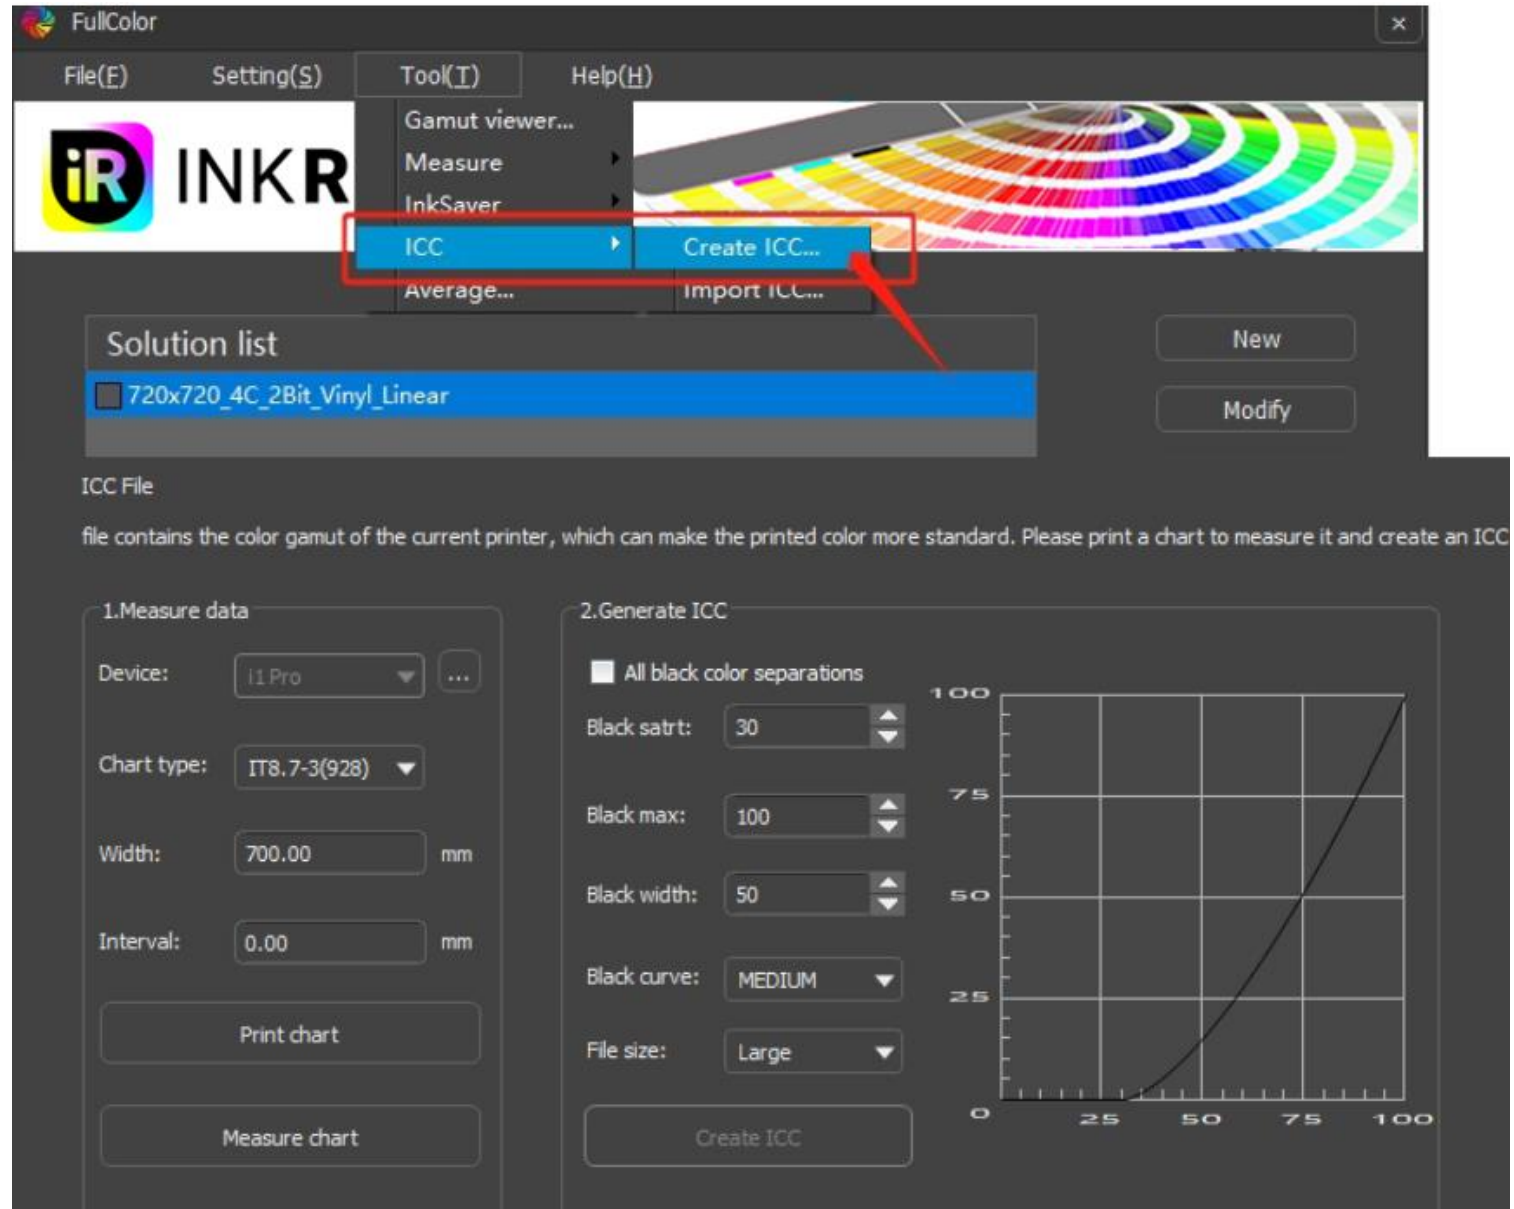 FullColor
×
File(F) Setting(S) Tool(T) Help(H)
Gamut viewer...
iR INKR
Measure
InkSaver
ICC Create ICC...
Average... Import ICC...
Solution list
New
720x720_4C_2Bit_Vinyl_Linear
Modify
ICC File
file contains the color gamut of the current printer, which can make the printed color more standard. Please print a chart to measure it and create an ICC
1.Measure data
Device: i1 Pro ...
Chart type: IT8.7-3(928)
Width: 700.00 mm
Interval: 0.00 mm
Print chart
Measure chart
2.Generate ICC
All black color separations
Black satrt: 30
Black max: 100
Black width: 50
Black curve: MEDIUM
File size: Large
Create ICC
100
75
50
25
0 25 50 75 100